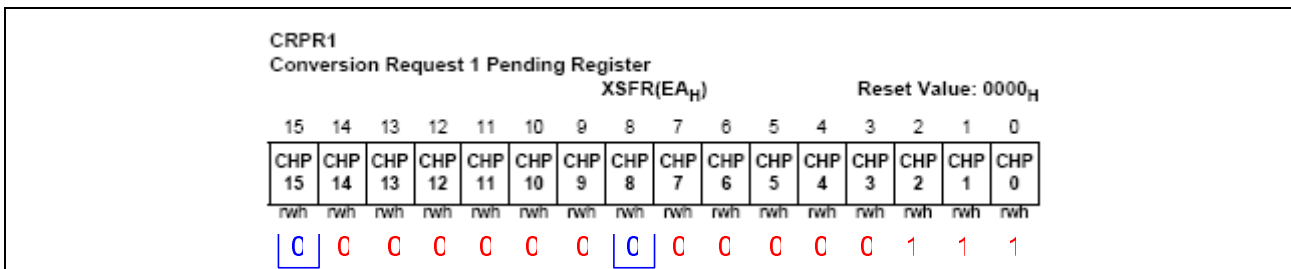 CRPR1
Conversion Request 1 Pending Register
XSFR(EAH) Reset Value: 0000H
15 14 13 12 11 10 9 8 7 6 5 4 3 2 1 0
CHP CHP CHP CHP CHP CHP CHP CHP CHP CHP CHP CHP CHP CHP CHP CHP
15 14 13 12 11 10 9 8 7 6 5 4 3 2 1 0
rwh rwh rwh rwh rwh rwh rwh rwh rwh rwh rwh rwh rwh rwh rwh rwh
0 0 0 0 0 0 0 0 0 0 0 0 0 1 1 1